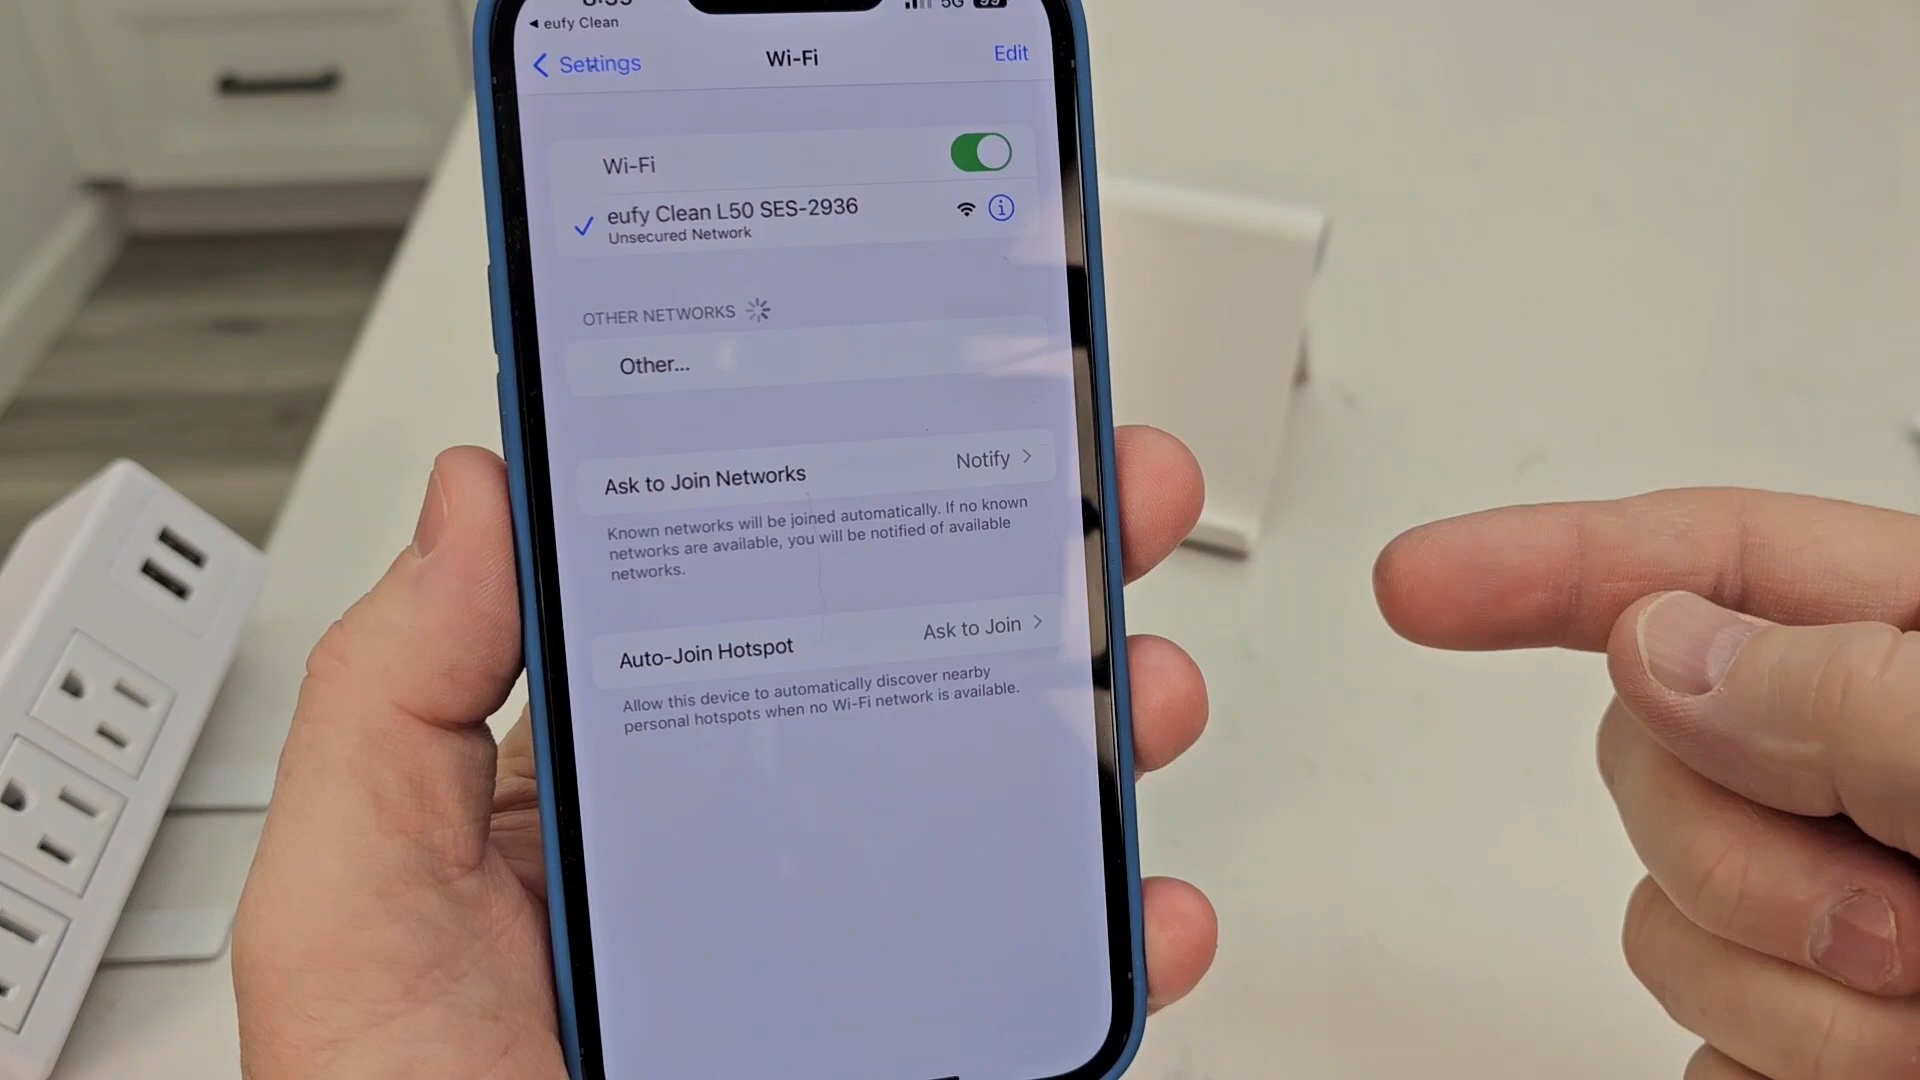 ◀ eufy Clean
5G
Settings
Wi-Fi
Edit
Wi-Fi
eufy Clean L50 SES-2936
Unsecured Network
OTHER NETWORKS
Other...
Ask to Join Networks
Notify
Known networks will be joined automatically. If no known
networks are available, you will be notified of available
networks.
Auto-Join Hotspot
Ask to Join
Allow this device to automatically discover nearby
personal hotspots when no Wi-Fi network is available.